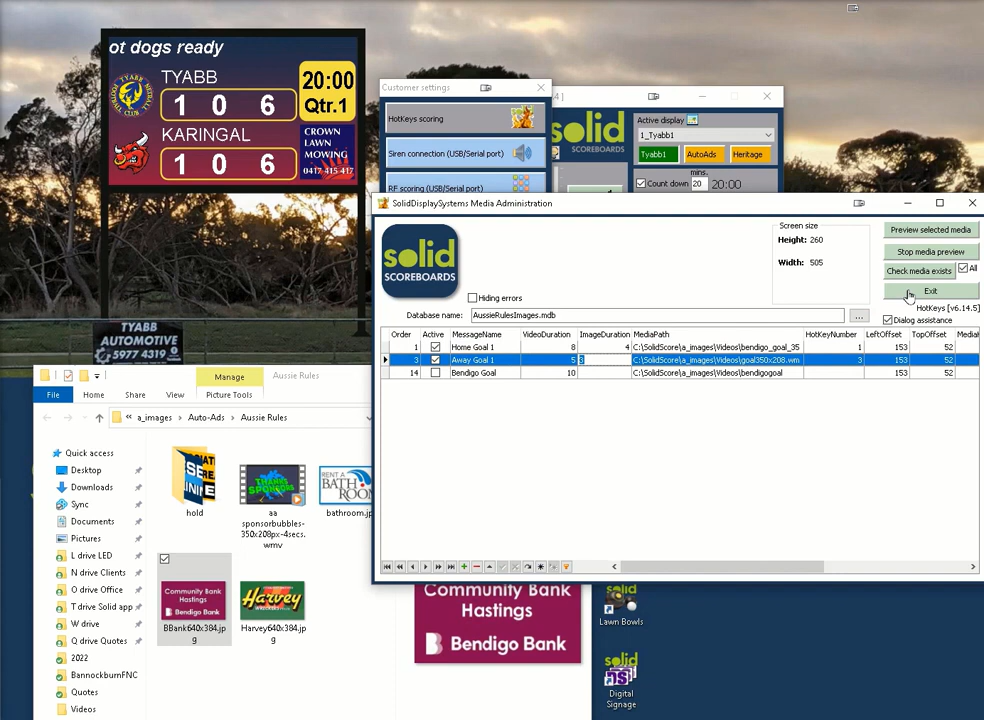 ot dogs ready
TYABB
1 0 6
20:00
Qtr.1
KARINGAL
1 0 6
CROWN
LAWN
MOWING
0417 415 417
TYABB
AUTOMOTIVE
5977 4319
Customer settings
HotKeys scoring
Siren connection (USB/Serial port)
RF scoring (USB/Serial port)
4 ]
solid
SCOREBOARDS
Active display
1_Tyabb1
Tyabb1 AutoAds Heritage
mins.
Count down 20 20:00
SolidDisplaySystems Media Administration
solid
SCOREBOARDS
Screen size
Height: 260
Width: 505
Preview selected media
Stop media preview
Check media exists All
Exit
HotKeys [v6.14.5]
Dialog assistance
Hiding errors
Database name: AussieRulesImages.mdb ...
Order Active MessageName VideoDuration ImageDuration MediaPath HotKeyNumber LeftOffset TopOffset Mediał
1 Home Goal 1 8 4 C:\SolidScore\a_images\Videos\bendigo_goal_35 1 153 52
3 Away Goal 1 5 3 C:\SolidScore\a_images\Videos\goal350x208.wm 3 153 52
14 Bendigo Goal 10 C:\SolidScore\a_images\Videos\bendigogoal 153 52
Manage
Aussie Rules
File Home Share View Picture Tools
« a_images > Auto-Ads > Aussie Rules
Quick access
Desktop
Downloads
Sync
Documents
Pictures
L drive LED
N drive Clients
O drive Office
T drive Solid app
W drive
Q drive Quotes
2022
BannockburnFNC
Quotes
Videos
hold
THANKS
SPONSORS
aa
sponsorbubbles-
350x208px-4secs.
wmv
RENT A
BATH
ROOM
bathroom.jp
Community Bank
Hastings
Bendigo Bank
BBank640x384.jp
g
Harvey
Harvey640x384.jp
g
Community Bank
Hastings
Bendigo Bank
Lawn Bowls
solid
DS
Digital
Signage